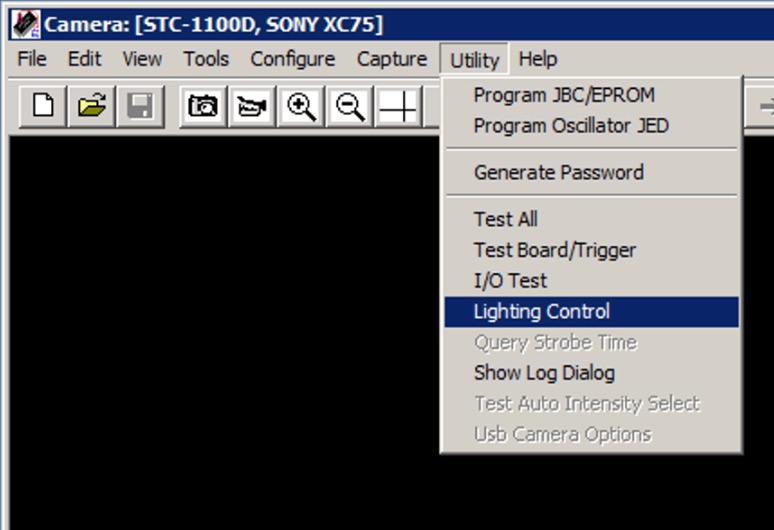 Camera: [STC-1100D, SONY XC75]
File Edit View Tools Configure Capture Utility Help
Program JBC/EPROM
Program Oscillator JED
Generate Password
Test All
Test Board/Trigger
I/O Test
Lighting Control
Query Strobe Time
Show Log Dialog
Test Auto Intensity Select
Usb Camera Options